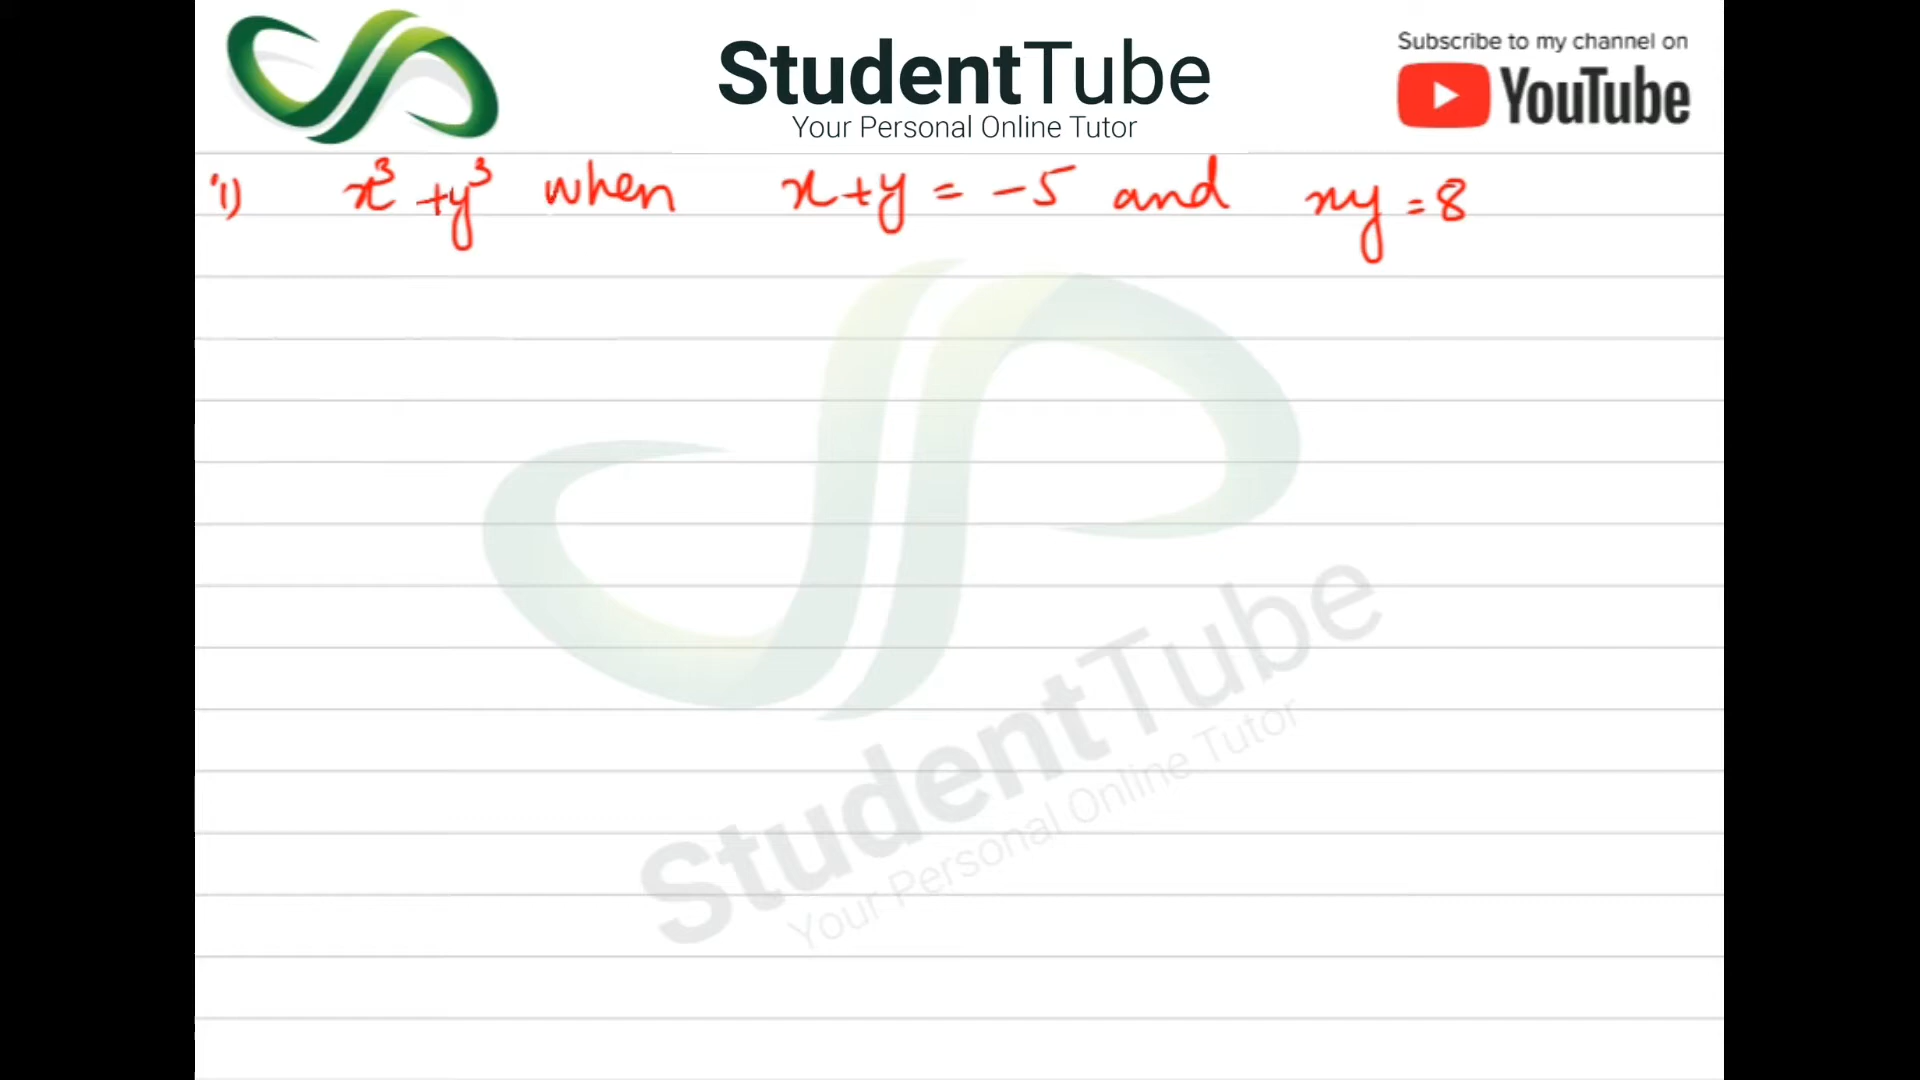 StudentTube
Your Personal Online Tutor
Subscribe to my channel on
YouTube
i) x³ + y³ when x + y = -5 and xy = 8
StudentTube
Your Personal Online Tutor